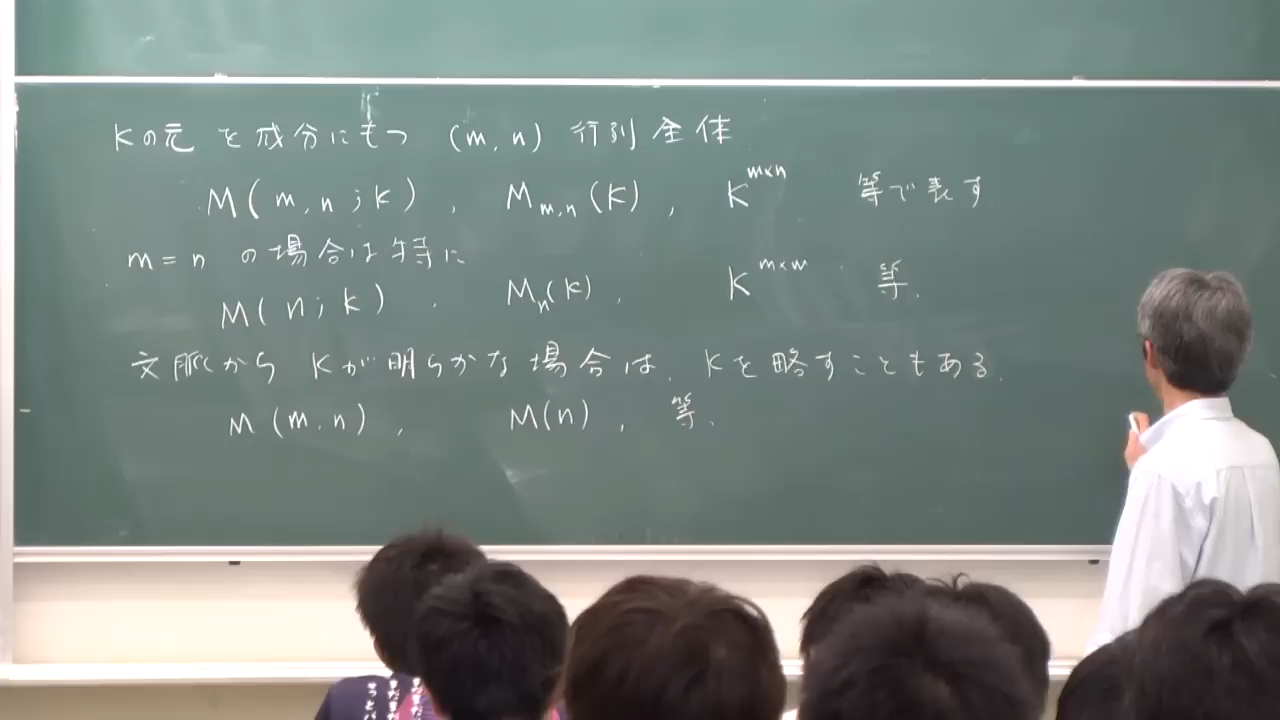 Kの元を成分にもつ (m, n) 行列全体
M(m, n ; K), M_{m,n}(K), K^{m×n} 等で表す
m = n の場合は特に
M(n ; K), M_n(K), K^{m×m} 等.
文脈から Kが明らかな場合は, Kを略すこともある.
M(m, n), M(n), 等.